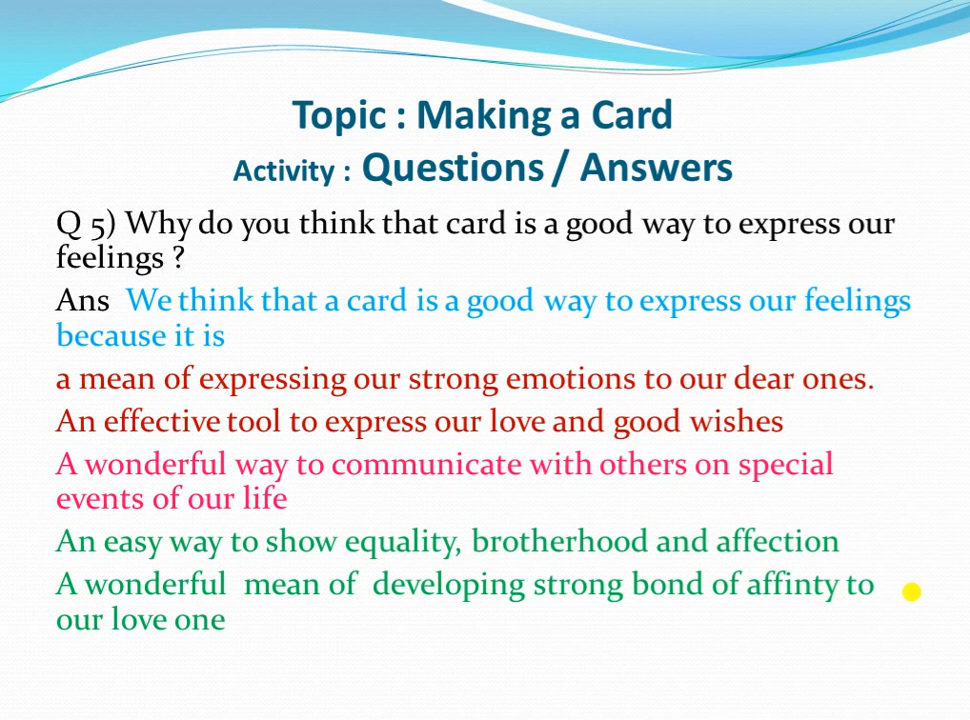 Topic : Making a Card
Activity : Questions / Answers
Q 5) Why do you think that card is a good way to express our
feelings ?
Ans We think that a card is a good way to express our feelings
because it is
a mean of expressing our strong emotions to our dear ones.
An effective tool to express our love and good wishes
A wonderful way to communicate with others on special
events of our life
An easy way to show equality, brotherhood and affection
A wonderful mean of developing strong bond of affinty to
our love one